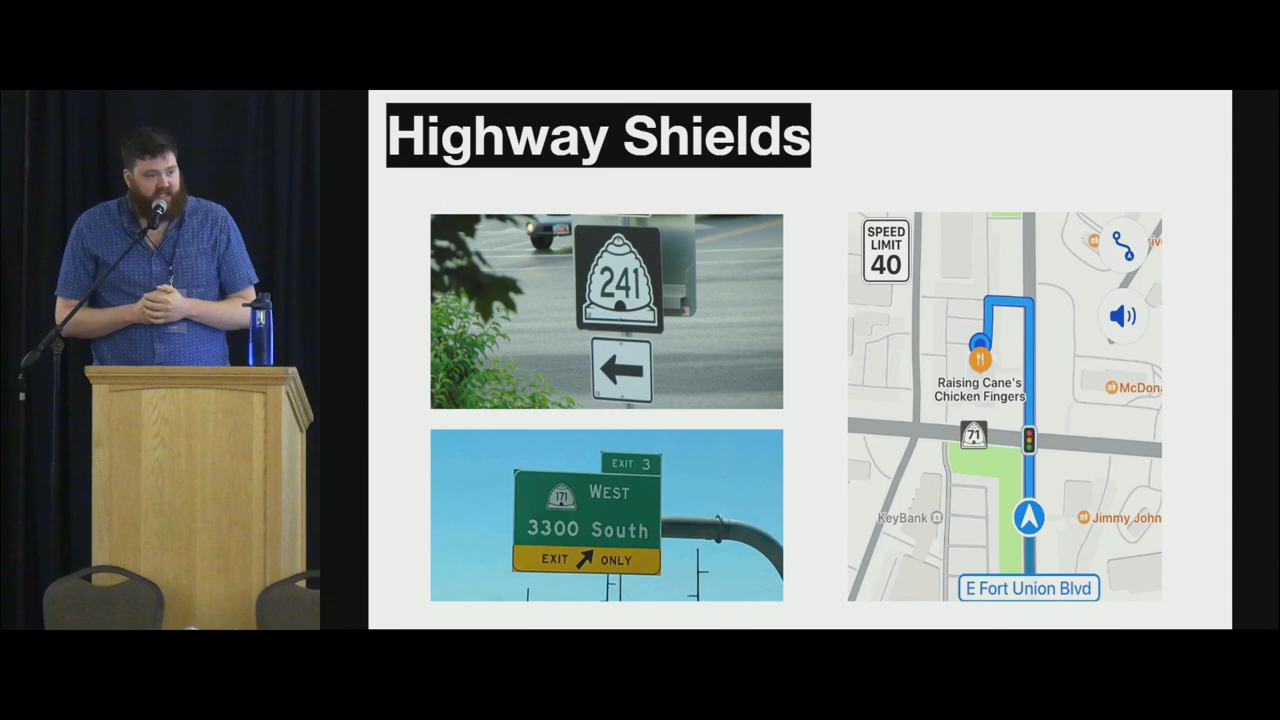 Highway Shields
241
EXIT 3
171
WEST
3300 SOUTH
EXIT ONLY
SPEED
LIMIT
40
Raising Cane's
Chicken Fingers
McDona
71
KeyBank
Jimmy John
E Fort Union Blvd